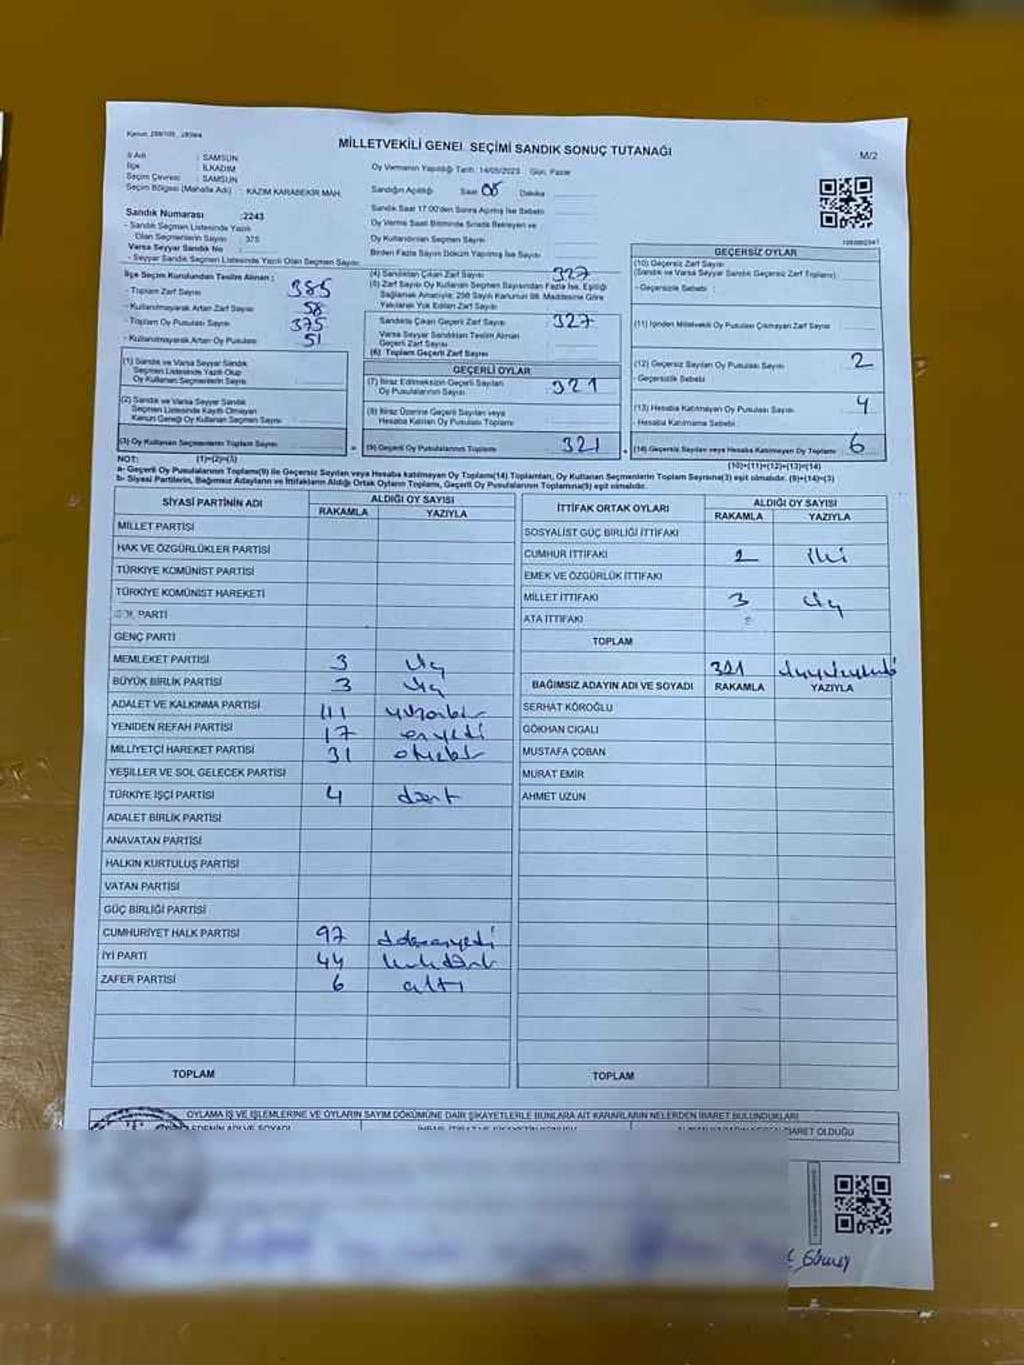 Kanun: 298/105, 2839/4
MİLLETVEKİLİ GENEL SEÇİMİ SANDIK SONUÇ TUTANAĞI
M/2
İl Adı : SAMSUN
İlçe : İLKADIM
Seçim Çevresi : SAMSUN
Seçim Bölgesi (Mahalle Adı) : KAZIM KARABEKİR MAH.
Oy Vermenin Yapıldığı Tarih : 14/05/2023 Gün: Pazar
Sandığın Açıldığı Saat 08 Dakika :
Sandık Saat 17.00'den Sonra Açılmış İse Sebebi :
Oy Verme Saati Bitiminde Sırada Bekleyen ve
Oy Kullandırılan Seçmen Sayısı :
Birden Fazla Sayım Döküm Yapılmış İse Sayısı :
Sandık Numarası :2243
- Sandık Seçmen Listesinde Yazılı
Olan Seçmenlerin Sayısı : 375
Varsa Seyyar Sandık No :
- Seyyar Sandık Seçmen Listesinde Yazılı Olan Seçmen Sayısı:
İlçe Seçim Kurulundan Teslim Alınan :
- Toplam Zarf Sayısı : 385
- Kullanılmayarak Artan Zarf Sayısı : 58
- Toplam Oy Pusulası Sayısı : 375
- Kullanılmayarak Artan Oy Pusulası : 51
(1) Sandık ve Varsa Seyyar Sandık
Seçmen Listesinde Yazılı Olup
Oy Kullanan Seçmenlerin Sayısı :
(2) Sandık ve Varsa Seyyar Sandık
Seçmen Listesinde Kayıtlı Olmayan
Kanun Gereği Oy Kullanan Seçmen Sayısı :
(3) Oy Kullanan Seçmenlerin Toplam Sayısı :
(4) Sandıktan Çıkan Zarf Sayısı : 327
(5) Zarf Sayısı Oy Kullanan Seçmen Sayısından Fazla İse, Eşitliği
Sağlamak Amacıyla; 298 Sayılı Kanunun 98. Maddesine Göre
Yakılarak Yok Edilen Zarf Sayısı
Sandıkta Çıkan Geçerli Zarf Sayısı : 327
Varsa Seyyar Sandıktan Teslim Alınan
Geçerli Zarf Sayısı
(6) Toplam Geçerli Zarf Sayısı
GEÇERLİ OYLAR
(7) İtiraz Edilmeksizin Geçerli Sayılan
Oy Pusulalarının Sayısı : 321
(8) İtiraz Üzerine Geçerli Sayılan veya
Hesaba Katılan Oy Pusulaları Toplamı
(9) Geçerli Oy Pusulalarının Toplamı : 321
GEÇERSİZ OYLAR
(10) Geçersiz Zarf Sayısı
(Sandık ve Varsa Seyyar Sandık Geçersiz Zarf Toplamı)
- Geçersizlik Sebebi :
(11) İçinden Milletvekili Oy Pusulası Çıkmayan Zarf Sayısı :
(12) Geçersiz Sayılan Oy Pusulası Sayısı : 2
- Geçersizlik Sebebi :
(13) Hesaba Katılmayan Oy Pusulası Sayısı : 4
- Hesaba Katılmama Sebebi :
(14) Geçersiz Sayılan veya Hesaba Katılmayan Oy Toplamı : 6
(10)+(11)+(12)+(13)=(14)
NOT: (1)+(2)=(3)
a- Geçerli Oy Pusulalarının Toplamı(9) ile Geçersiz Sayılan veya Hesaba katılmayan Oy Toplamı(14) Toplamları, Oy Kullanan Seçmenlerin Toplam Sayısına(3) eşit olmalıdır. (9)+(14)=(3)
b- Siyasi Partilerin, Bağımsız Adayların ve İttifakların Aldığı Ortak Oyların Toplamı, Geçerli Oy Pusulalarının Toplamına(9) eşit olmalıdır.
SİYASİ PARTİNİN ADI ALDIĞI OY SAYISI
RAKAMLA YAZIYLA
MİLLET PARTİSİ
HAK VE ÖZGÜRLÜKLER PARTİSİ
TÜRKİYE KOMÜNİST PARTİSİ
TÜRKİYE KOMÜNİST HAREKETİ
SOL PARTİ
GENÇ PARTİ
MEMLEKET PARTİSİ 3 üç
BÜYÜK BİRLİK PARTİSİ 3 üç
ADALET VE KALKINMA PARTİSİ 111 yüzonbir
YENİDEN REFAH PARTİSİ 17 onyedi
MİLLİYETÇİ HAREKET PARTİSİ 31 otuzbir
YEŞİLLER VE SOL GELECEK PARTİSİ
TÜRKİYE İŞÇİ PARTİSİ 4 dört
ADALET BİRLİK PARTİSİ
ANAVATAN PARTİSİ
HALKIN KURTULUŞ PARTİSİ
VATAN PARTİSİ
GÜÇ BİRLİĞİ PARTİSİ
CUMHURİYET HALK PARTİSİ 97 doksanyedi
İYİ PARTİ 44 kırkdört
ZAFER PARTİSİ 6 altı
TOPLAM
İTTİFAK ORTAK OYLARI ALDIĞI OY SAYISI
RAKAMLA YAZIYLA
SOSYALİST GÜÇ BİRLİĞİ İTTİFAKI
CUMHUR İTTİFAKI 2 iki
EMEK VE ÖZGÜRLÜK İTTİFAKI
MİLLET İTTİFAKI 3 üç
ATA İTTİFAKI
TOPLAM
321 üçyüzyirmibir
BAĞIMSIZ ADAYIN ADI VE SOYADI RAKAMLA YAZIYLA
SERHAT KÖROĞLU
GÖKHAN CIGALI
MUSTAFA ÇOBAN
MURAT EMİR
AHMET UZUN
TOPLAM
OYLAMA İŞ VE İŞLEMLERİNE VE OYLARIN SAYIM DÖKÜMÜNE DAİR ŞİKAYETLERLE BUNLARA AİT KARARLARIN NELERDEN İBARET BULUNDUKLARI
EDENİN ADI VE SOYADI
İBARET OLDUĞU